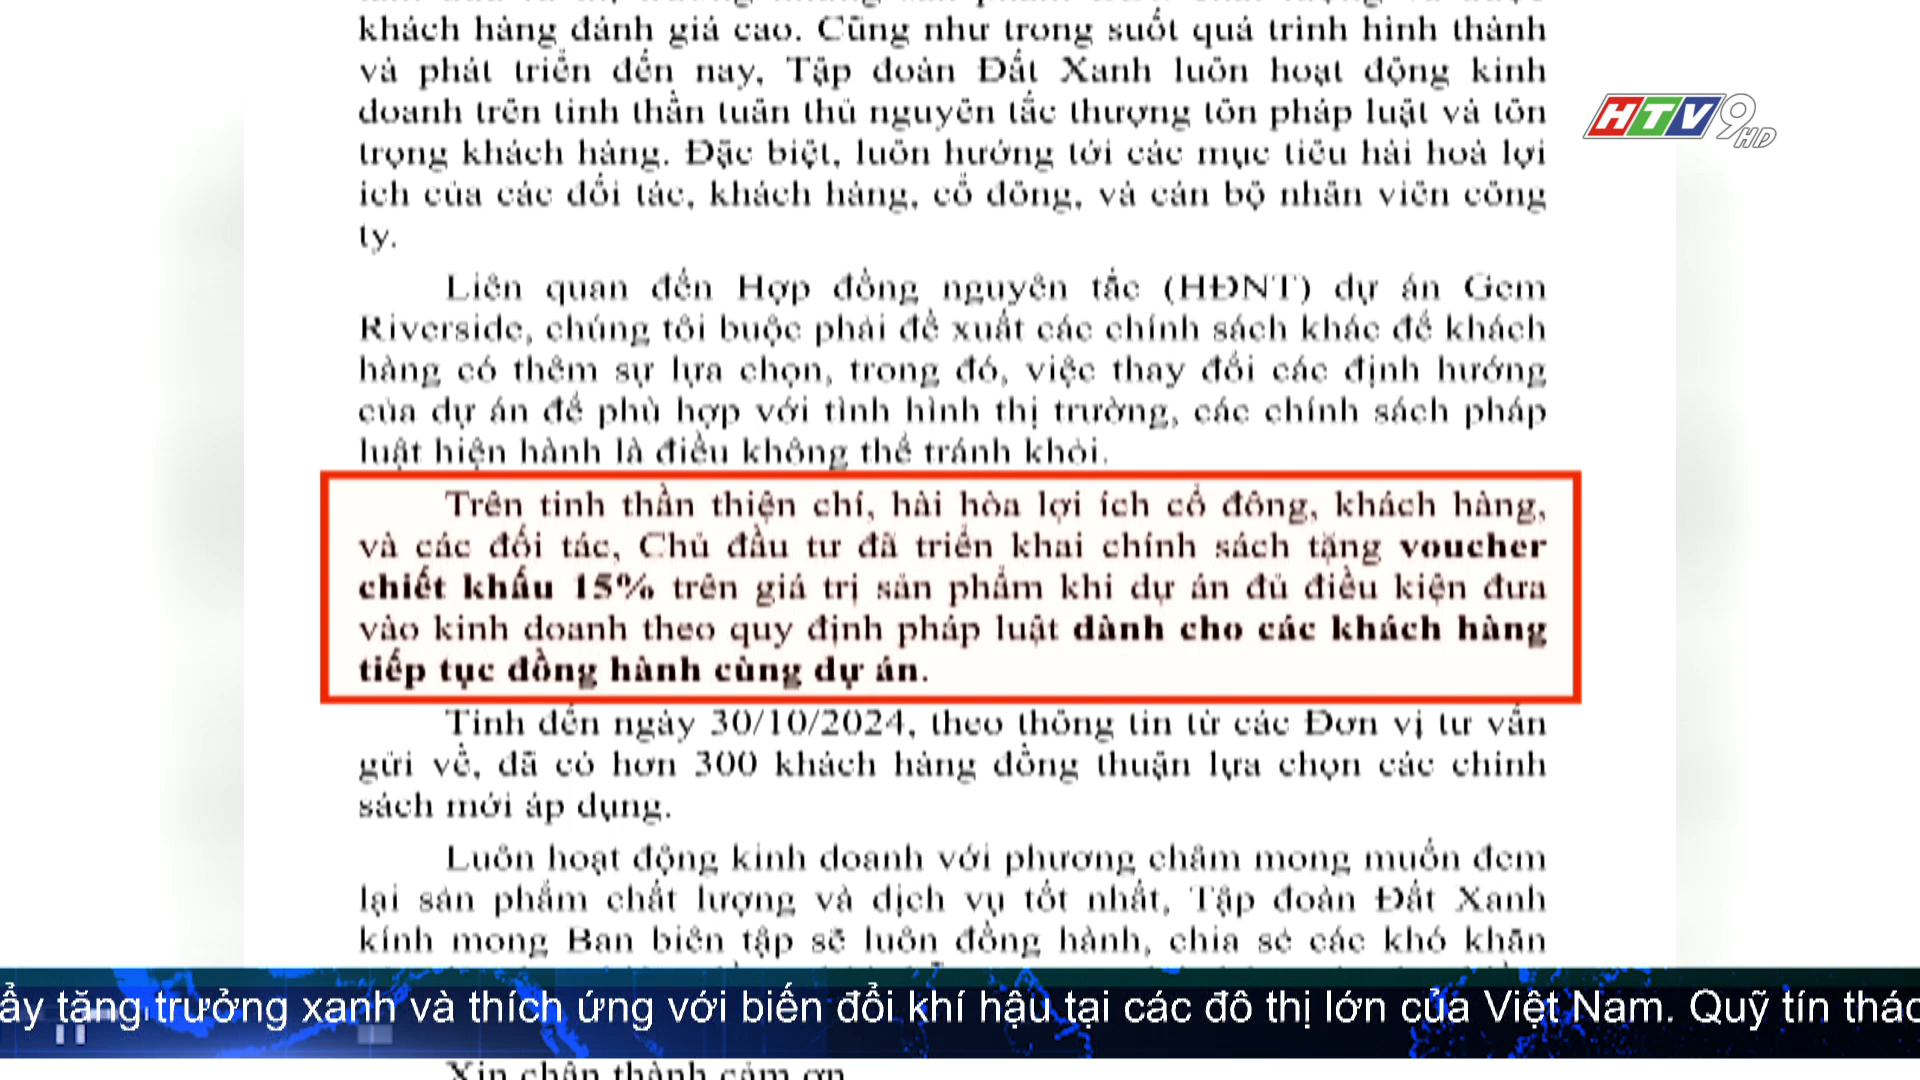 khách hàng đánh giá cao. Cũng như trong suốt quá trình hình thành
và phát triển đến nay, Tập đoàn Đất Xanh luôn hoạt động kinh
doanh trên tinh thần tuân thủ nguyên tắc thượng tôn pháp luật và tôn
trọng khách hàng. Đặc biệt, luôn hướng tới các mục tiêu hài hoà lợi
ích của các đối tác, khách hàng, cổ đông, và cán bộ nhân viên công
ty.
HTV9 HD
Liên quan đến Hợp đồng nguyên tắc (HĐNT) dự án Gem
Riverside, chúng tôi buộc phải đề xuất các chính sách khác để khách
hàng có thêm sự lựa chọn, trong đó, việc thay đổi các định hướng
của dự án để phù hợp với tình hình thị trường, các chính sách pháp
luật hiện hành là điều không thể tránh khỏi.
Trên tinh thần thiện chí, hài hòa lợi ích cổ đông, khách hàng,
và các đối tác, Chủ đầu tư đã triển khai chính sách tặng voucher
chiết khấu 15% trên giá trị sản phẩm khi dự án đủ điều kiện đưa
vào kinh doanh theo quy định pháp luật dành cho các khách hàng
tiếp tục đồng hành cùng dự án.
Tính đến ngày 30/10/2024, theo thông tin từ các Đơn vị tư vấn
gửi về, đã có hơn 300 khách hàng đồng thuận lựa chọn các chính
sách mới áp dụng.
Luôn hoạt động kinh doanh với phương châm mong muốn đem
lại sản phẩm chất lượng và dịch vụ tốt nhất, Tập đoàn Đất Xanh
kính mong Ban biên tập sẽ luôn đồng hành, chia sẻ các khó khăn
ẩy tăng trưởng xanh và thích ứng với biến đổi khí hậu tại các đô thị lớn của Việt Nam. Quỹ tín thác
Xin chân thành cảm ơn